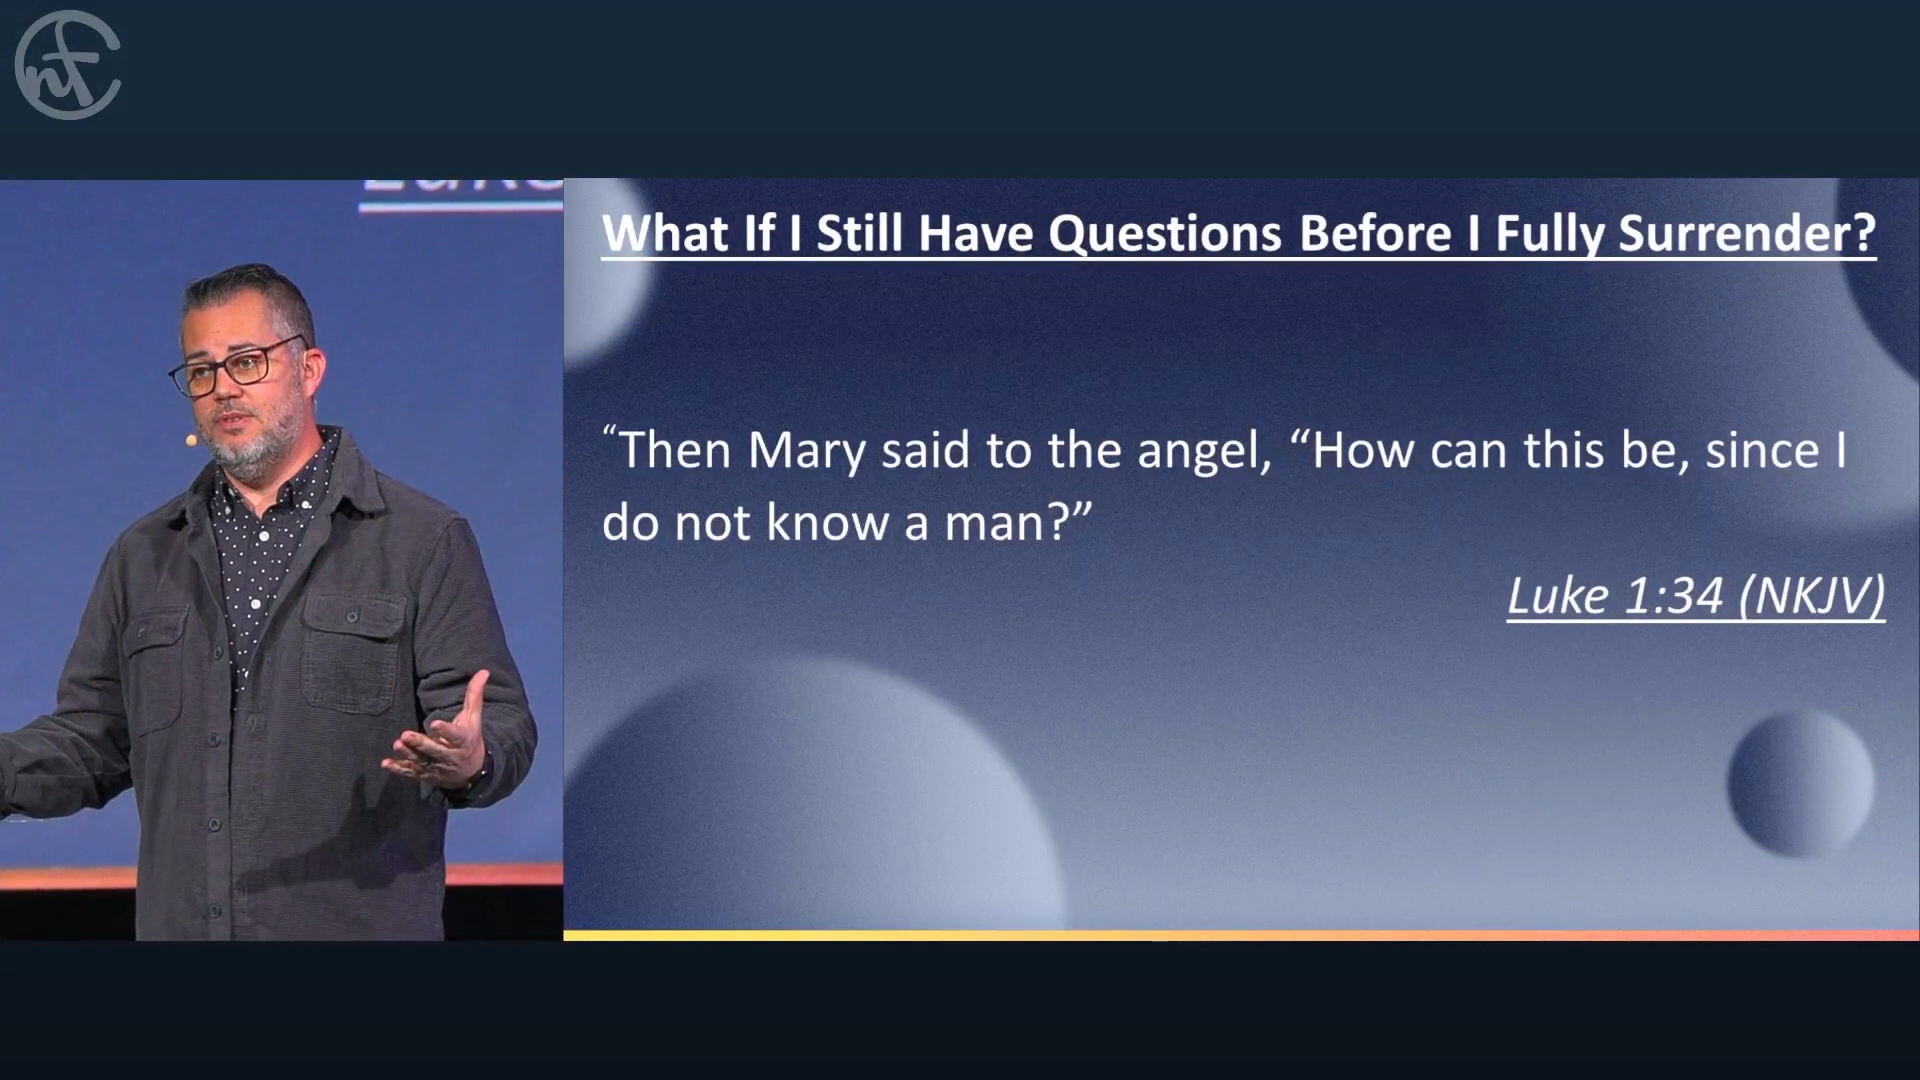 What If I Still Have Questions Before I Fully Surrender?
“Then Mary said to the angel, “How can this be, since I
do not know a man?”
Luke 1:34 (NKJV)